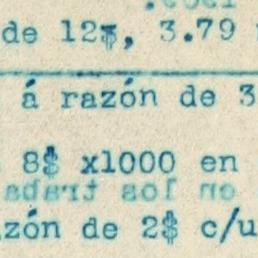 de 12$, 3.79
á razón de 3
8$ x1000 en
zón de 2$ c/u